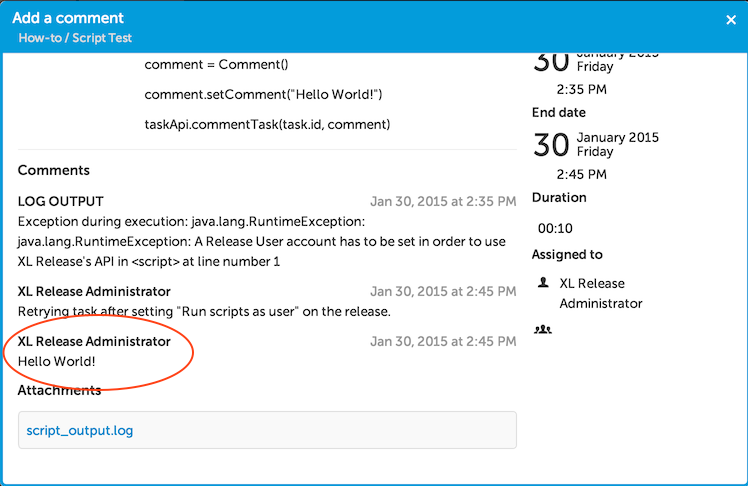 Add a comment
How-to / Script Test
comment = Comment()
comment.setComment("Hello World!")
taskApi.commentTask(task.id, comment)
Comments
LOG OUTPUT Jan 30, 2015 at 2:35 PM
Exception during execution: java.lang.RuntimeException:
java.lang.RuntimeException: A Release User account has to be set in order to use
XL Release's API in <script> at line number 1
XL Release Administrator Jan 30, 2015 at 2:45 PM
Retrying task after setting "Run scripts as user" on the release.
XL Release Administrator Jan 30, 2015 at 2:45 PM
Hello World!
Attachments
script_output.log
30 January 2015
Friday
2:35 PM
End date
30 January 2015
Friday
2:45 PM
Duration
00:10
Assigned to
XL Release
Administrator